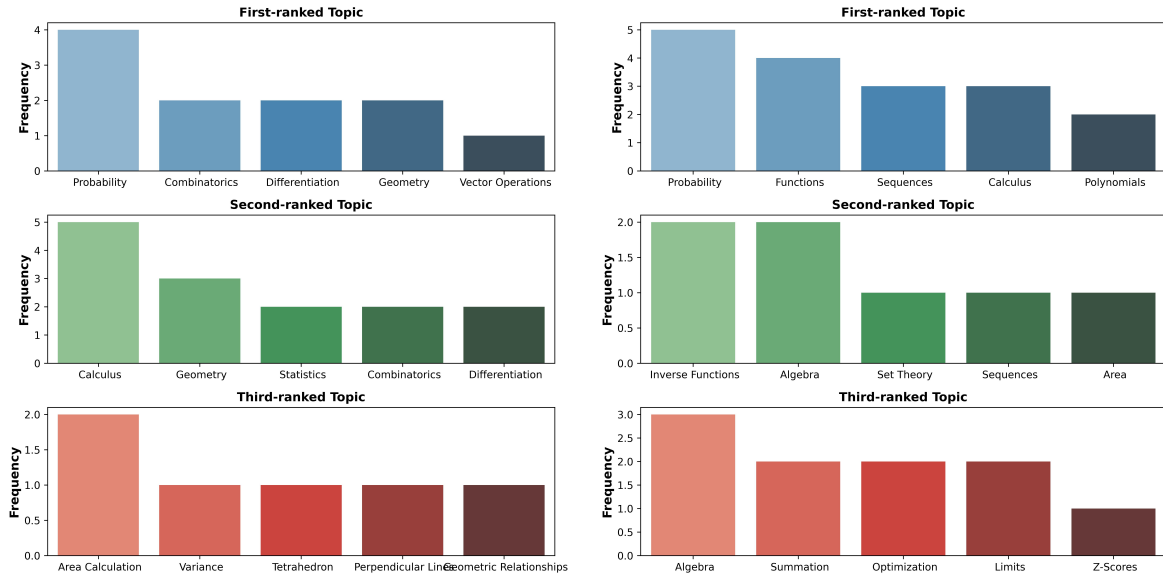 First-ranked Topic
Frequency
4
3
2
1
0
Probability Combinatorics Differentiation Geometry Vector Operations
First-ranked Topic
Frequency
5
4
3
2
1
0
Probability Functions Sequences Calculus Polynomials
Second-ranked Topic
Frequency
5
4
3
2
1
0
Calculus Geometry Statistics Combinatorics Differentiation
Second-ranked Topic
Frequency
2.0
1.5
1.0
0.5
0.0
Inverse Functions Algebra Set Theory Sequences Area
Third-ranked Topic
Frequency
2.0
1.5
1.0
0.5
0.0
Area Calculation Variance Tetrahedron Perpendicular Lines Geometric Relationships
Third-ranked Topic
Frequency
3.0
2.5
2.0
1.5
1.0
0.5
0.0
Algebra Summation Optimization Limits Z-Scores